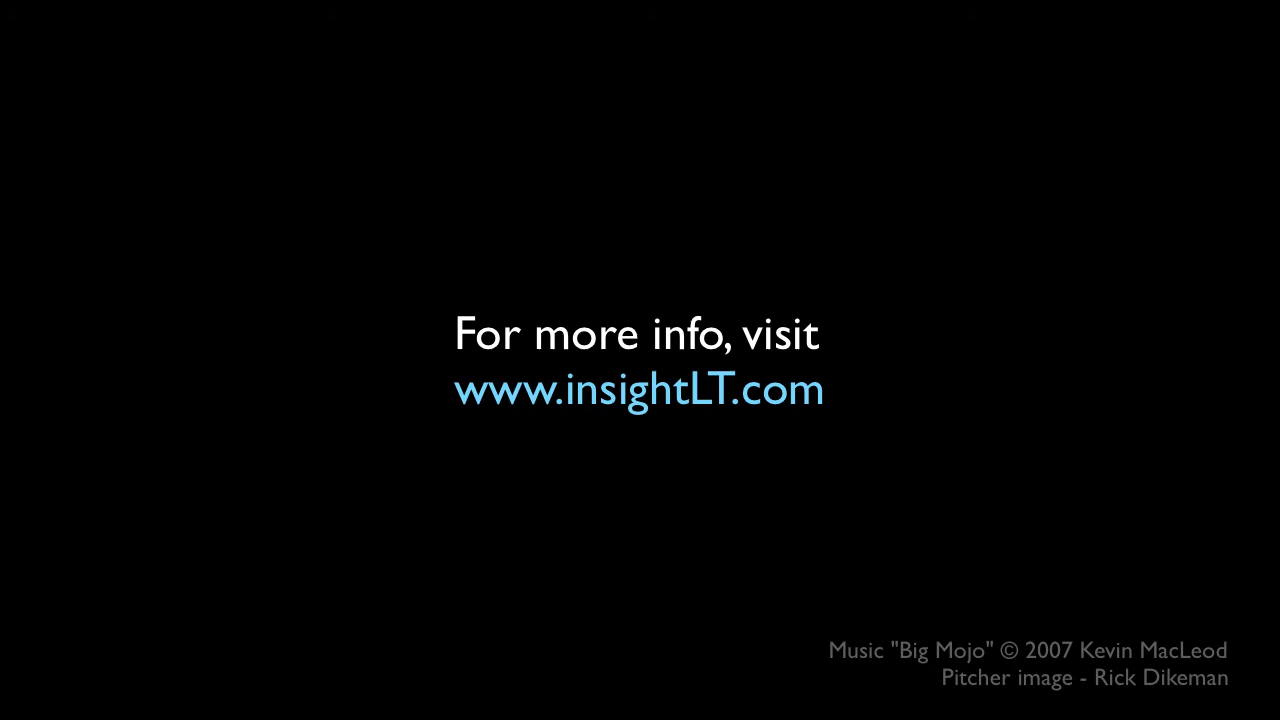 For more info, visit
www.insightLT.com
Music "Big Mojo" © 2007 Kevin MacLeod
Pitcher image - Rick Dikeman